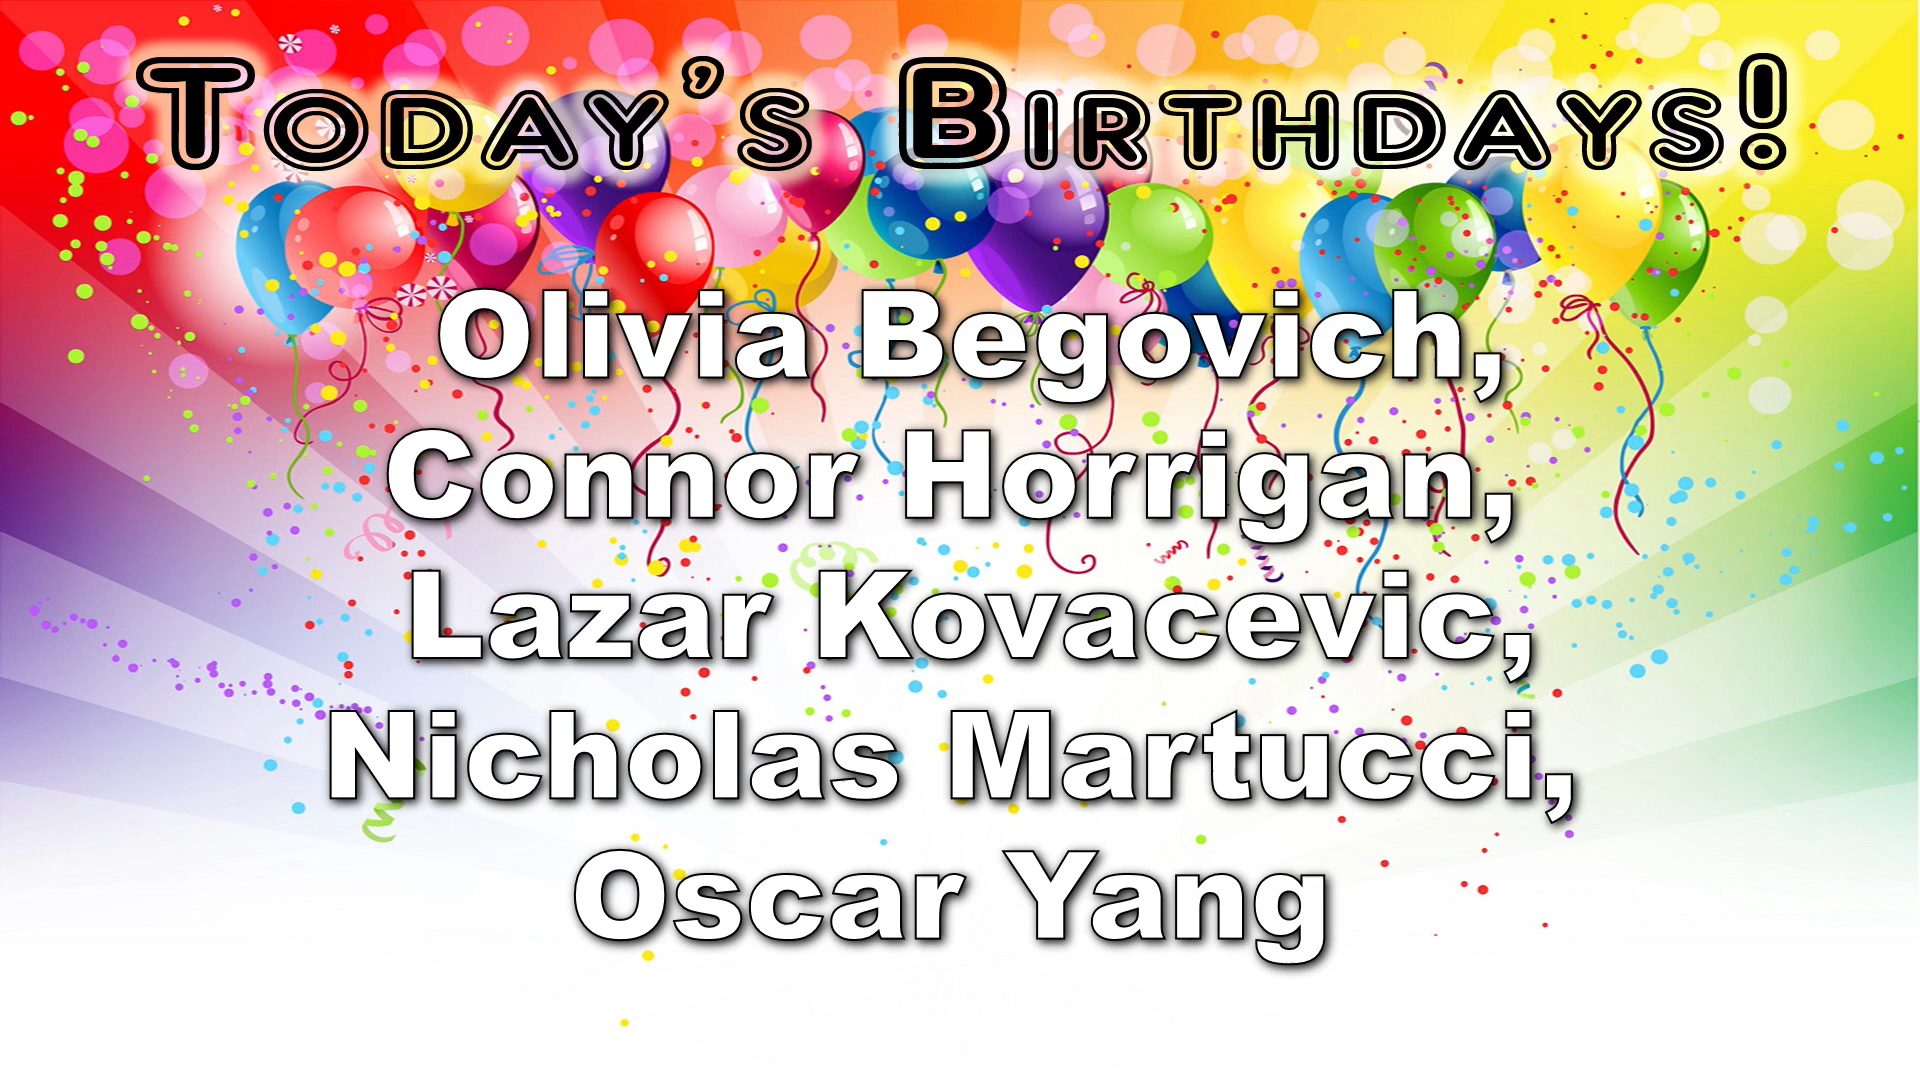 Today's Birthdays!
Olivia Begovich,
Connor Horrigan,
Lazar Kovacevic,
Nicholas Martucci,
Oscar Yang